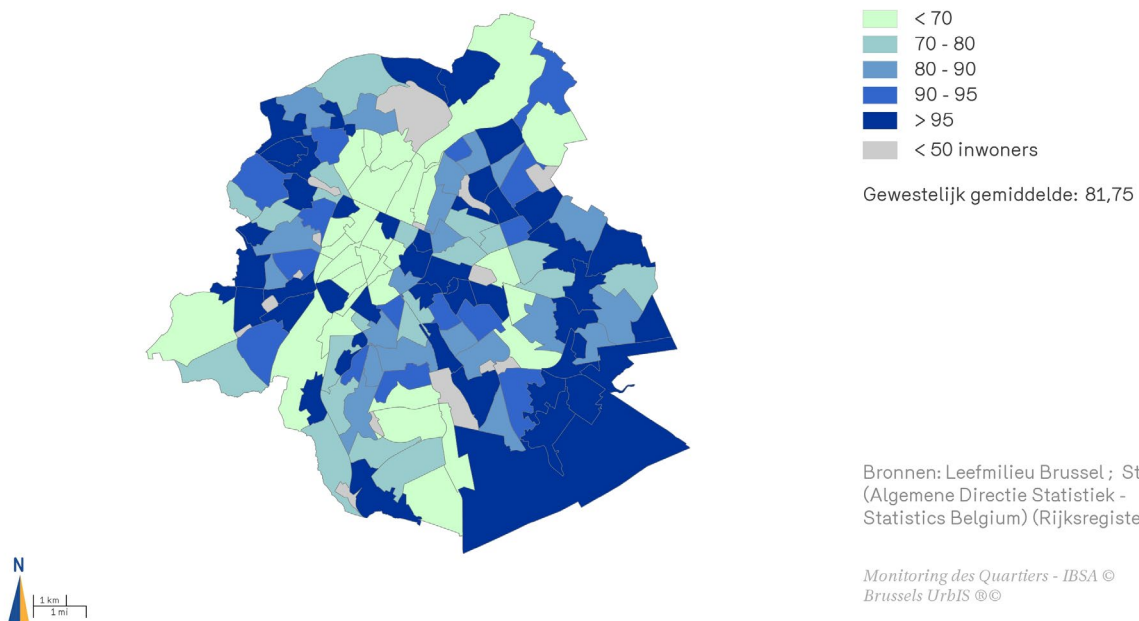 < 70
70 - 80
80 - 90
90 - 95
> 95
< 50 inwoners
Gewestelijk gemiddelde: 81,75
Bronnen: Leefmilieu Brussel ; St
(Algemene Directie Statistiek -
Statistics Belgium) (Rijksregiste
Monitoring des Quartiers - IBSA ©
Brussels UrbIS ®©
N
1 km
1 mi